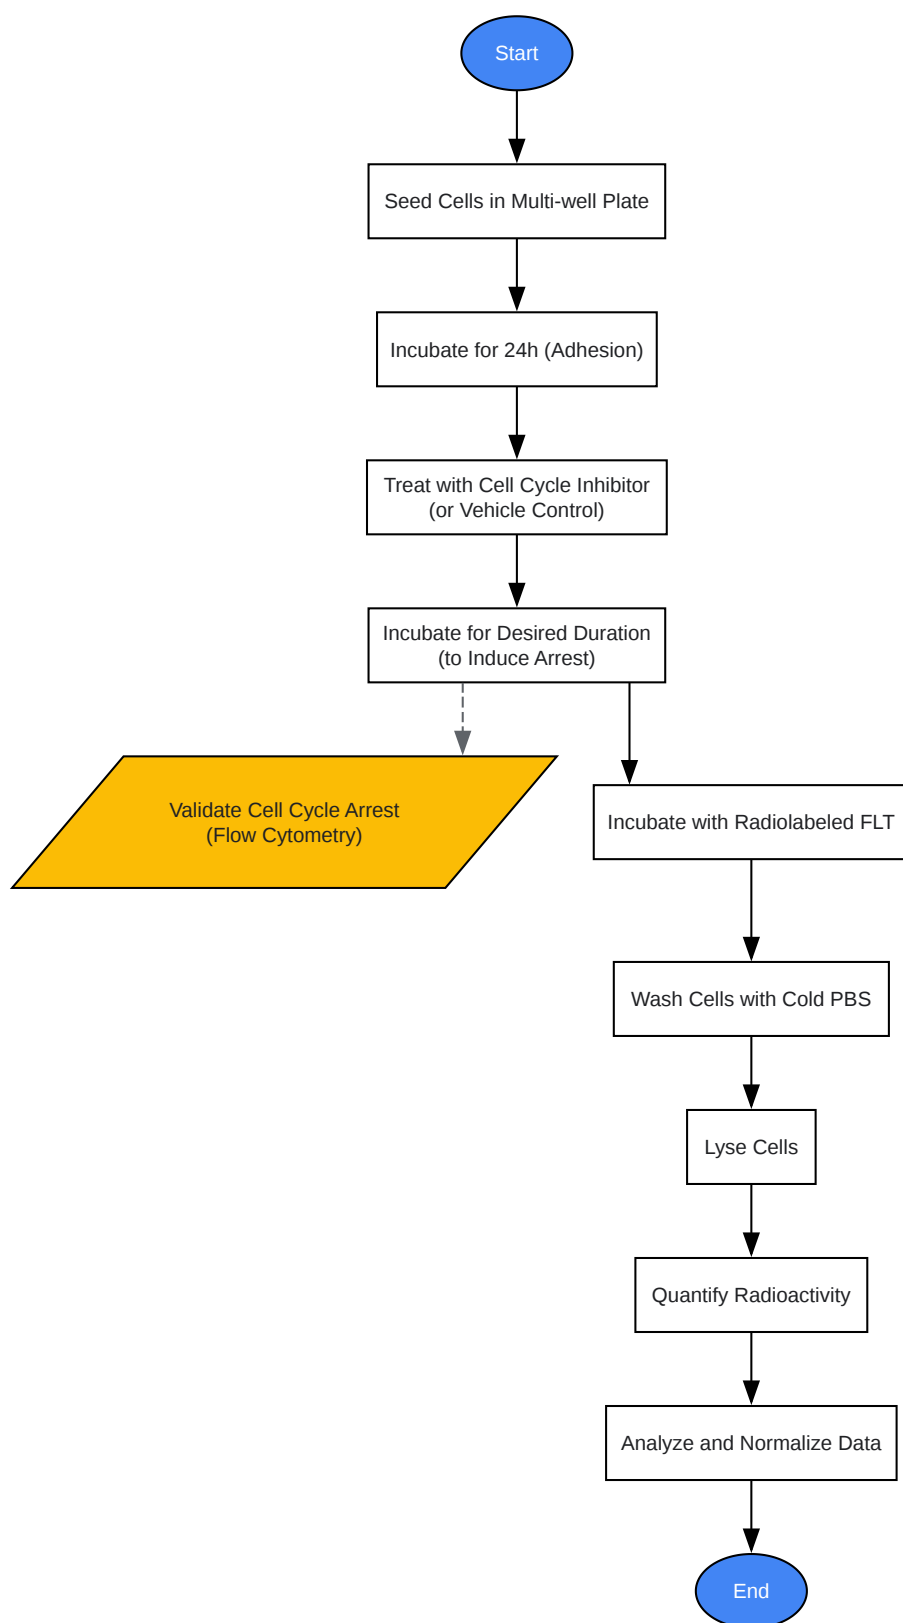 Start
Seed Cells in Multi-well Plate
Incubate for 24h (Adhesion)
Treat with Cell Cycle Inhibitor
(or Vehicle Control)
Incubate for Desired Duration
(to Induce Arrest)
Validate Cell Cycle Arrest
(Flow Cytometry)
Incubate with Radiolabeled FLT
Wash Cells with Cold PBS
Lyse Cells
Quantify Radioactivity
Analyze and Normalize Data
End